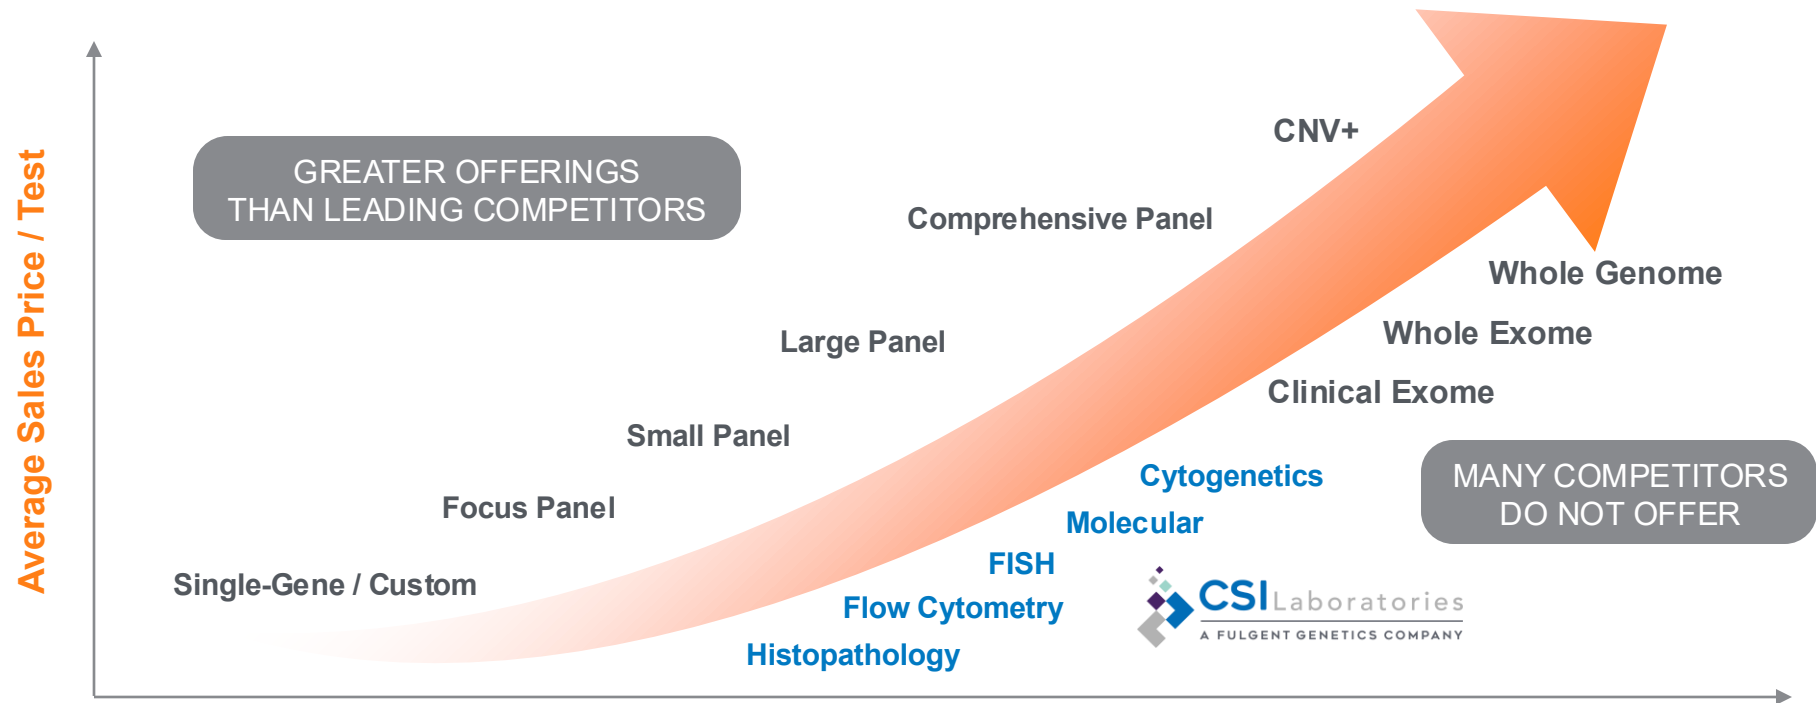 Average Sales Price / Test
GREATER OFFERINGS
THAN LEADING COMPETITORS
CNV+
Comprehensive Panel
Large Panel
Small Panel
Focus Panel
Single-Gene / Custom
Whole Genome
Whole Exome
Clinical Exome
Cytogenetics
Molecular
FISH
Flow Cytometry
Histopathology
MANY COMPETITORS
DO NOT OFFER
CSI Laboratories
A FULGENT GENETICS COMPANY